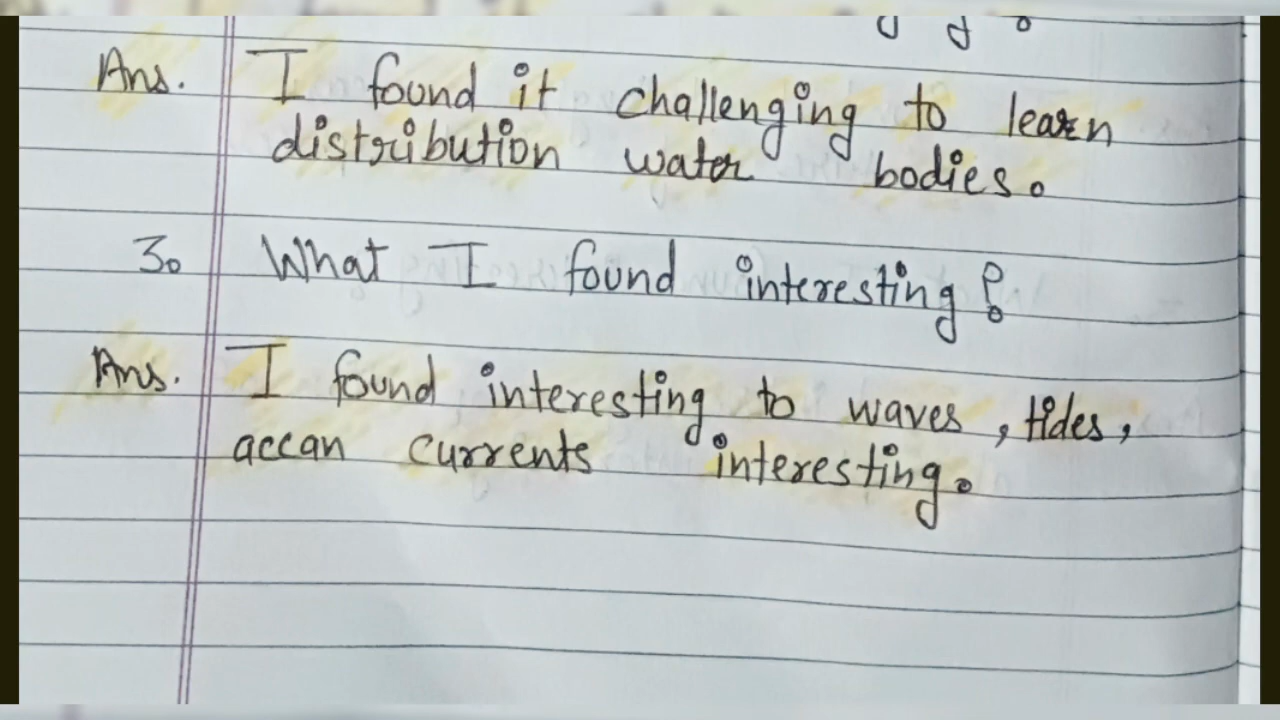 Ans. I found it challenging to learn
distribution water bodies.
3. What I found interesting?
Ans. I found interesting to waves, tides,
accan currents interesting.